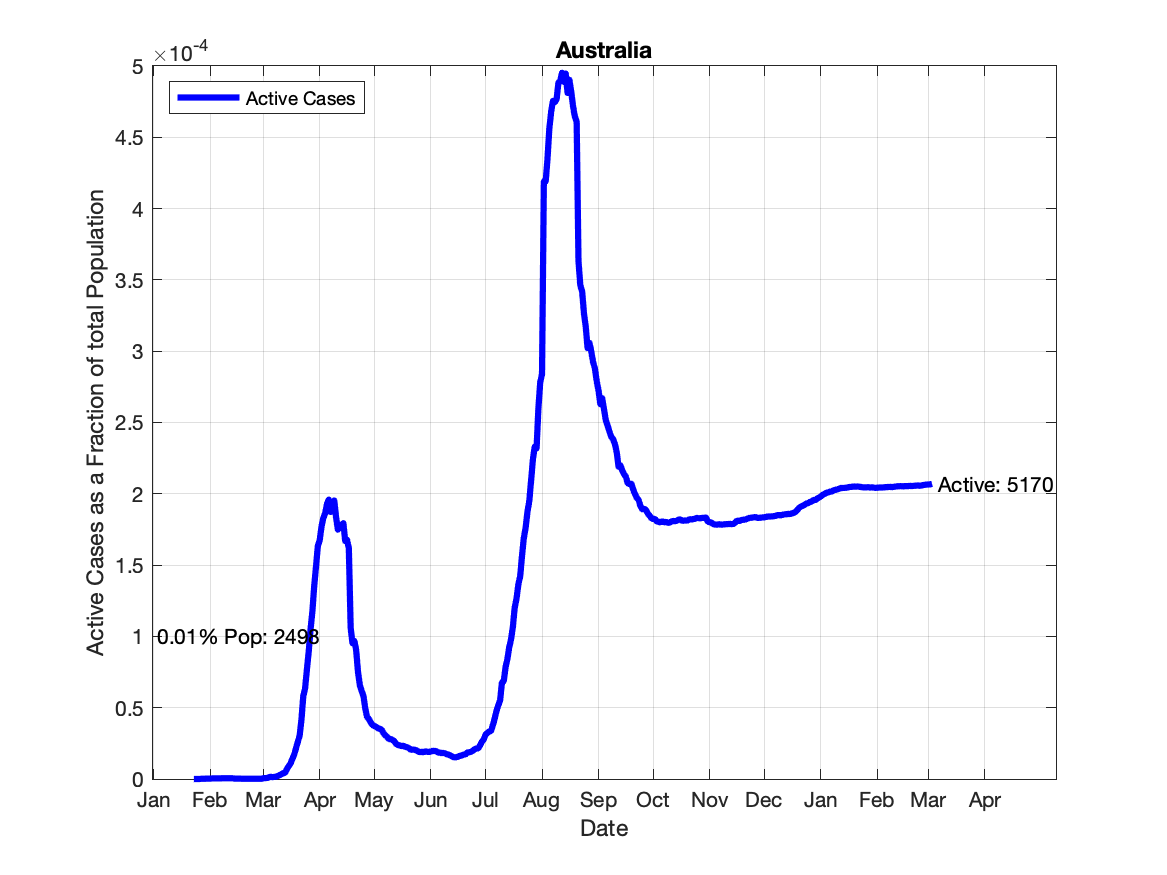 Australia
×10-4
Active Cases
5
4.5
4
3.5
3
2.5
2
1.5
1
0.5
0
Active Cases as a Fraction of total Population
0.01% Pop: 2493
Active: 5170
Jan Feb Mar Apr May Jun Jul Aug Sep Oct Nov Dec Jan Feb Mar Apr
Date